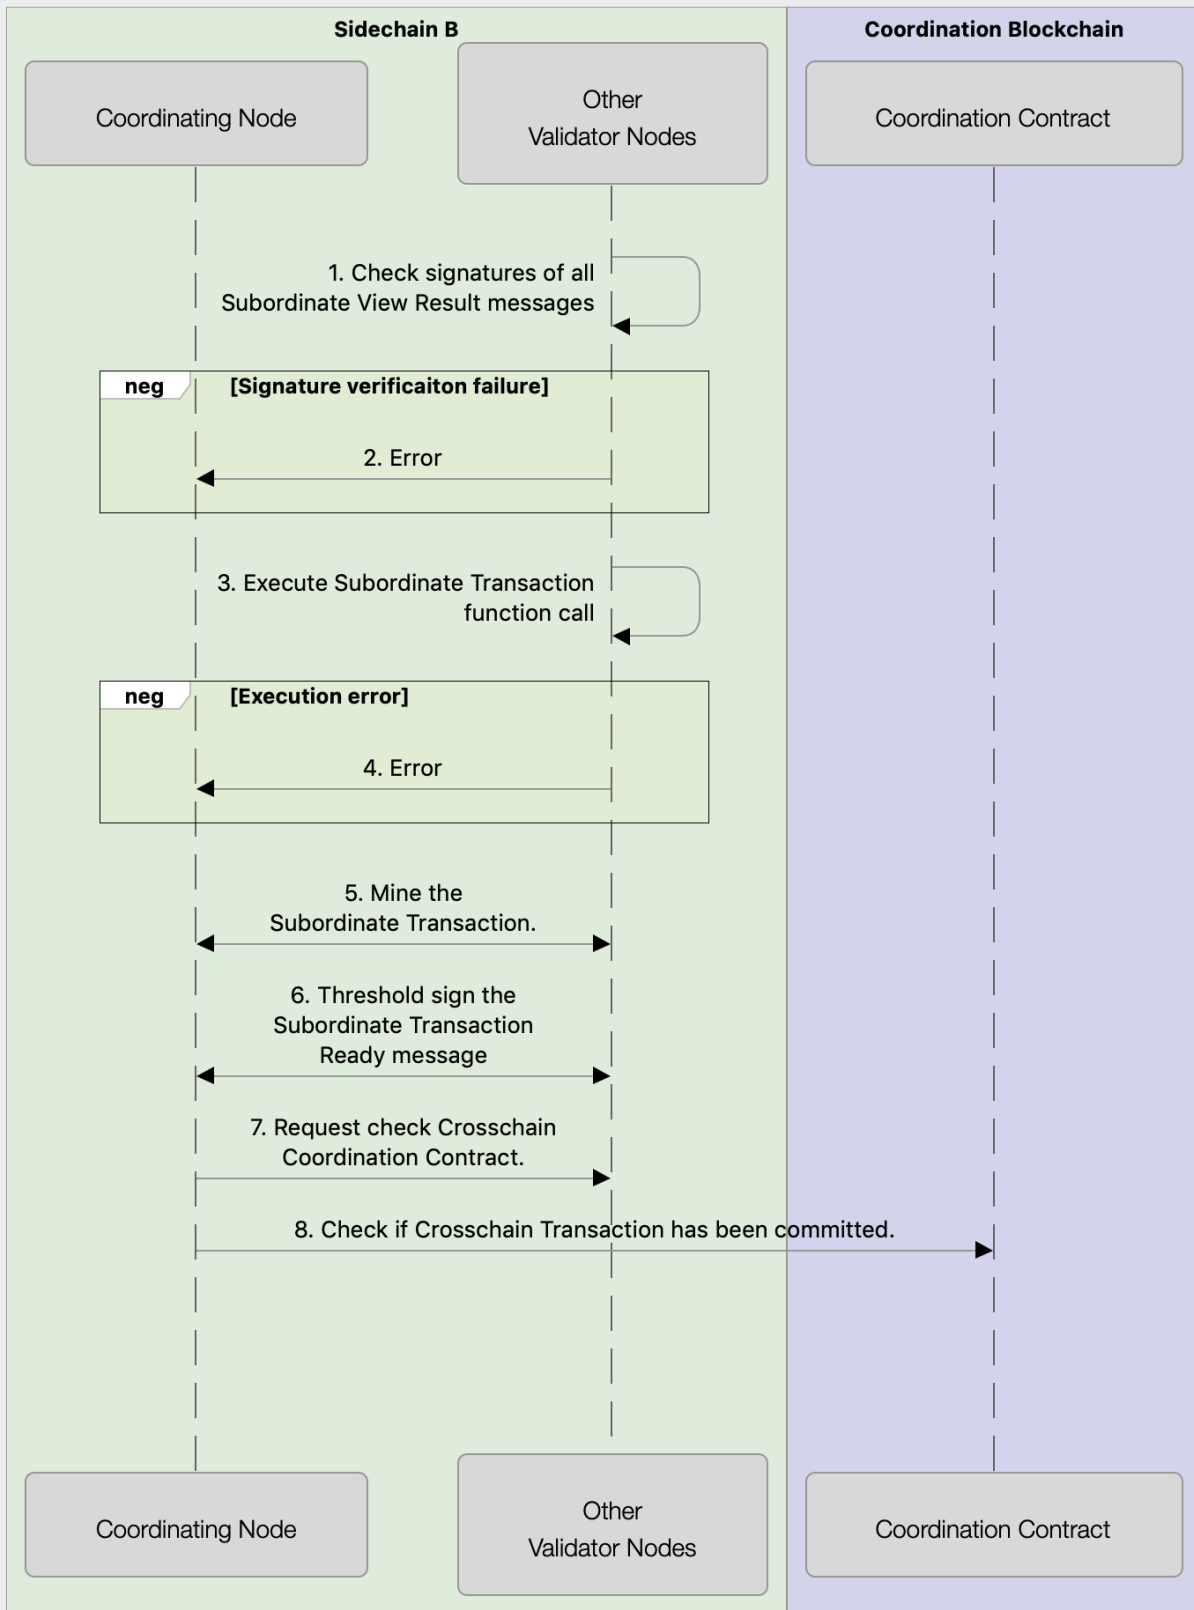 Sidechain B
Coordination Blockchain
Coordinating Node
Other
Validator Nodes
Coordination Contract
1. Check signatures of all
Subordinate View Result messages
neg
[Signature verificaiton failure]
2. Error
3. Execute Subordinate Transaction
function call
neg
[Execution error]
4. Error
5. Mine the
Subordinate Transaction.
6. Threshold sign the
Subordinate Transaction
Ready message
7. Request check Crosschain
Coordination Contract.
8. Check if Crosschain Transaction has been committed.
Coordinating Node
Other
Validator Nodes
Coordination Contract